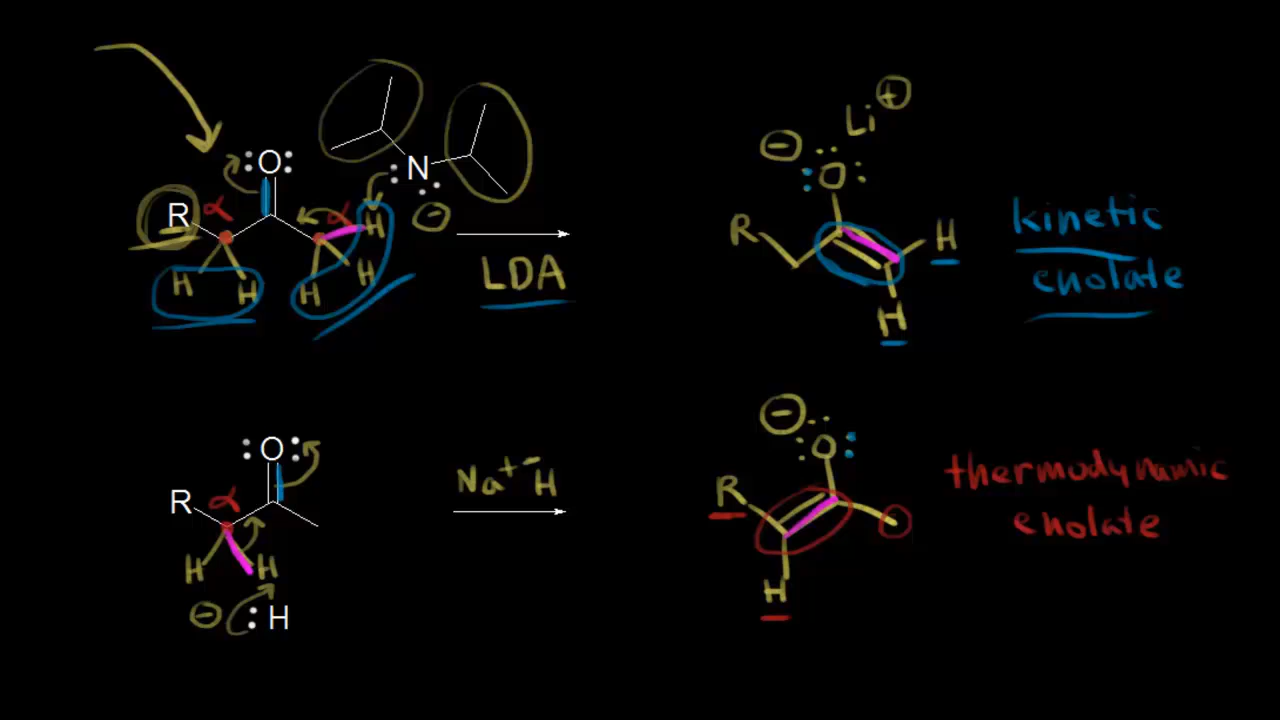 Li +
−
O
N
O
R α α H
−
R H
kinetic
H H H H
LDA
enolate
H
−
O
O
R α
Na+ −H
R
thermodynamic
enolate
H H
H
− :H